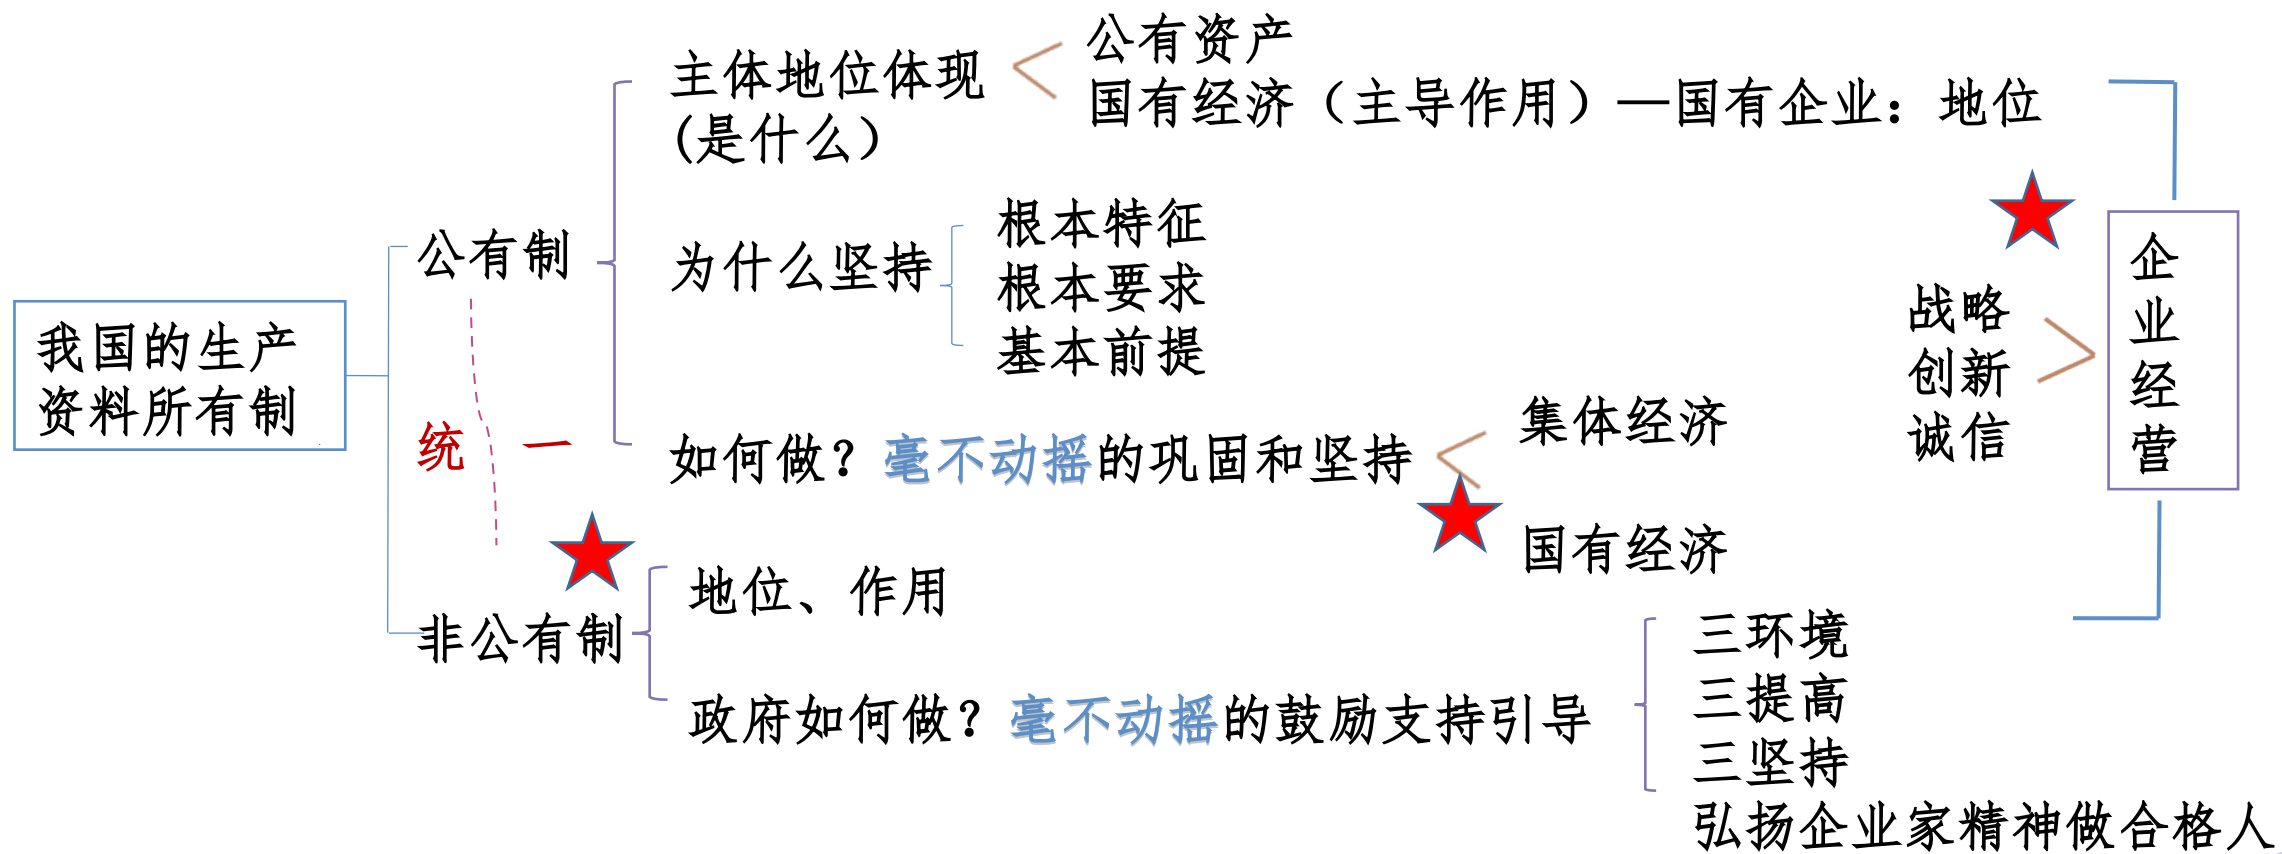 我国的生产
资料所有制
公有制
统 一
非公有制
主体地位体现
(是什么）
公有资产
国有经济（主导作用）—国有企业：地位
为什么坚持
根本特征
根本要求
基本前提
如何做？毫不动摇的巩固和坚持
集体经济
国有经济
地位、作用
政府如何做？毫不动摇的鼓励支持引导
三环境
三提高
三坚持
弘扬企业家精神做合格人
战略
创新
诚信
企
业
经
营